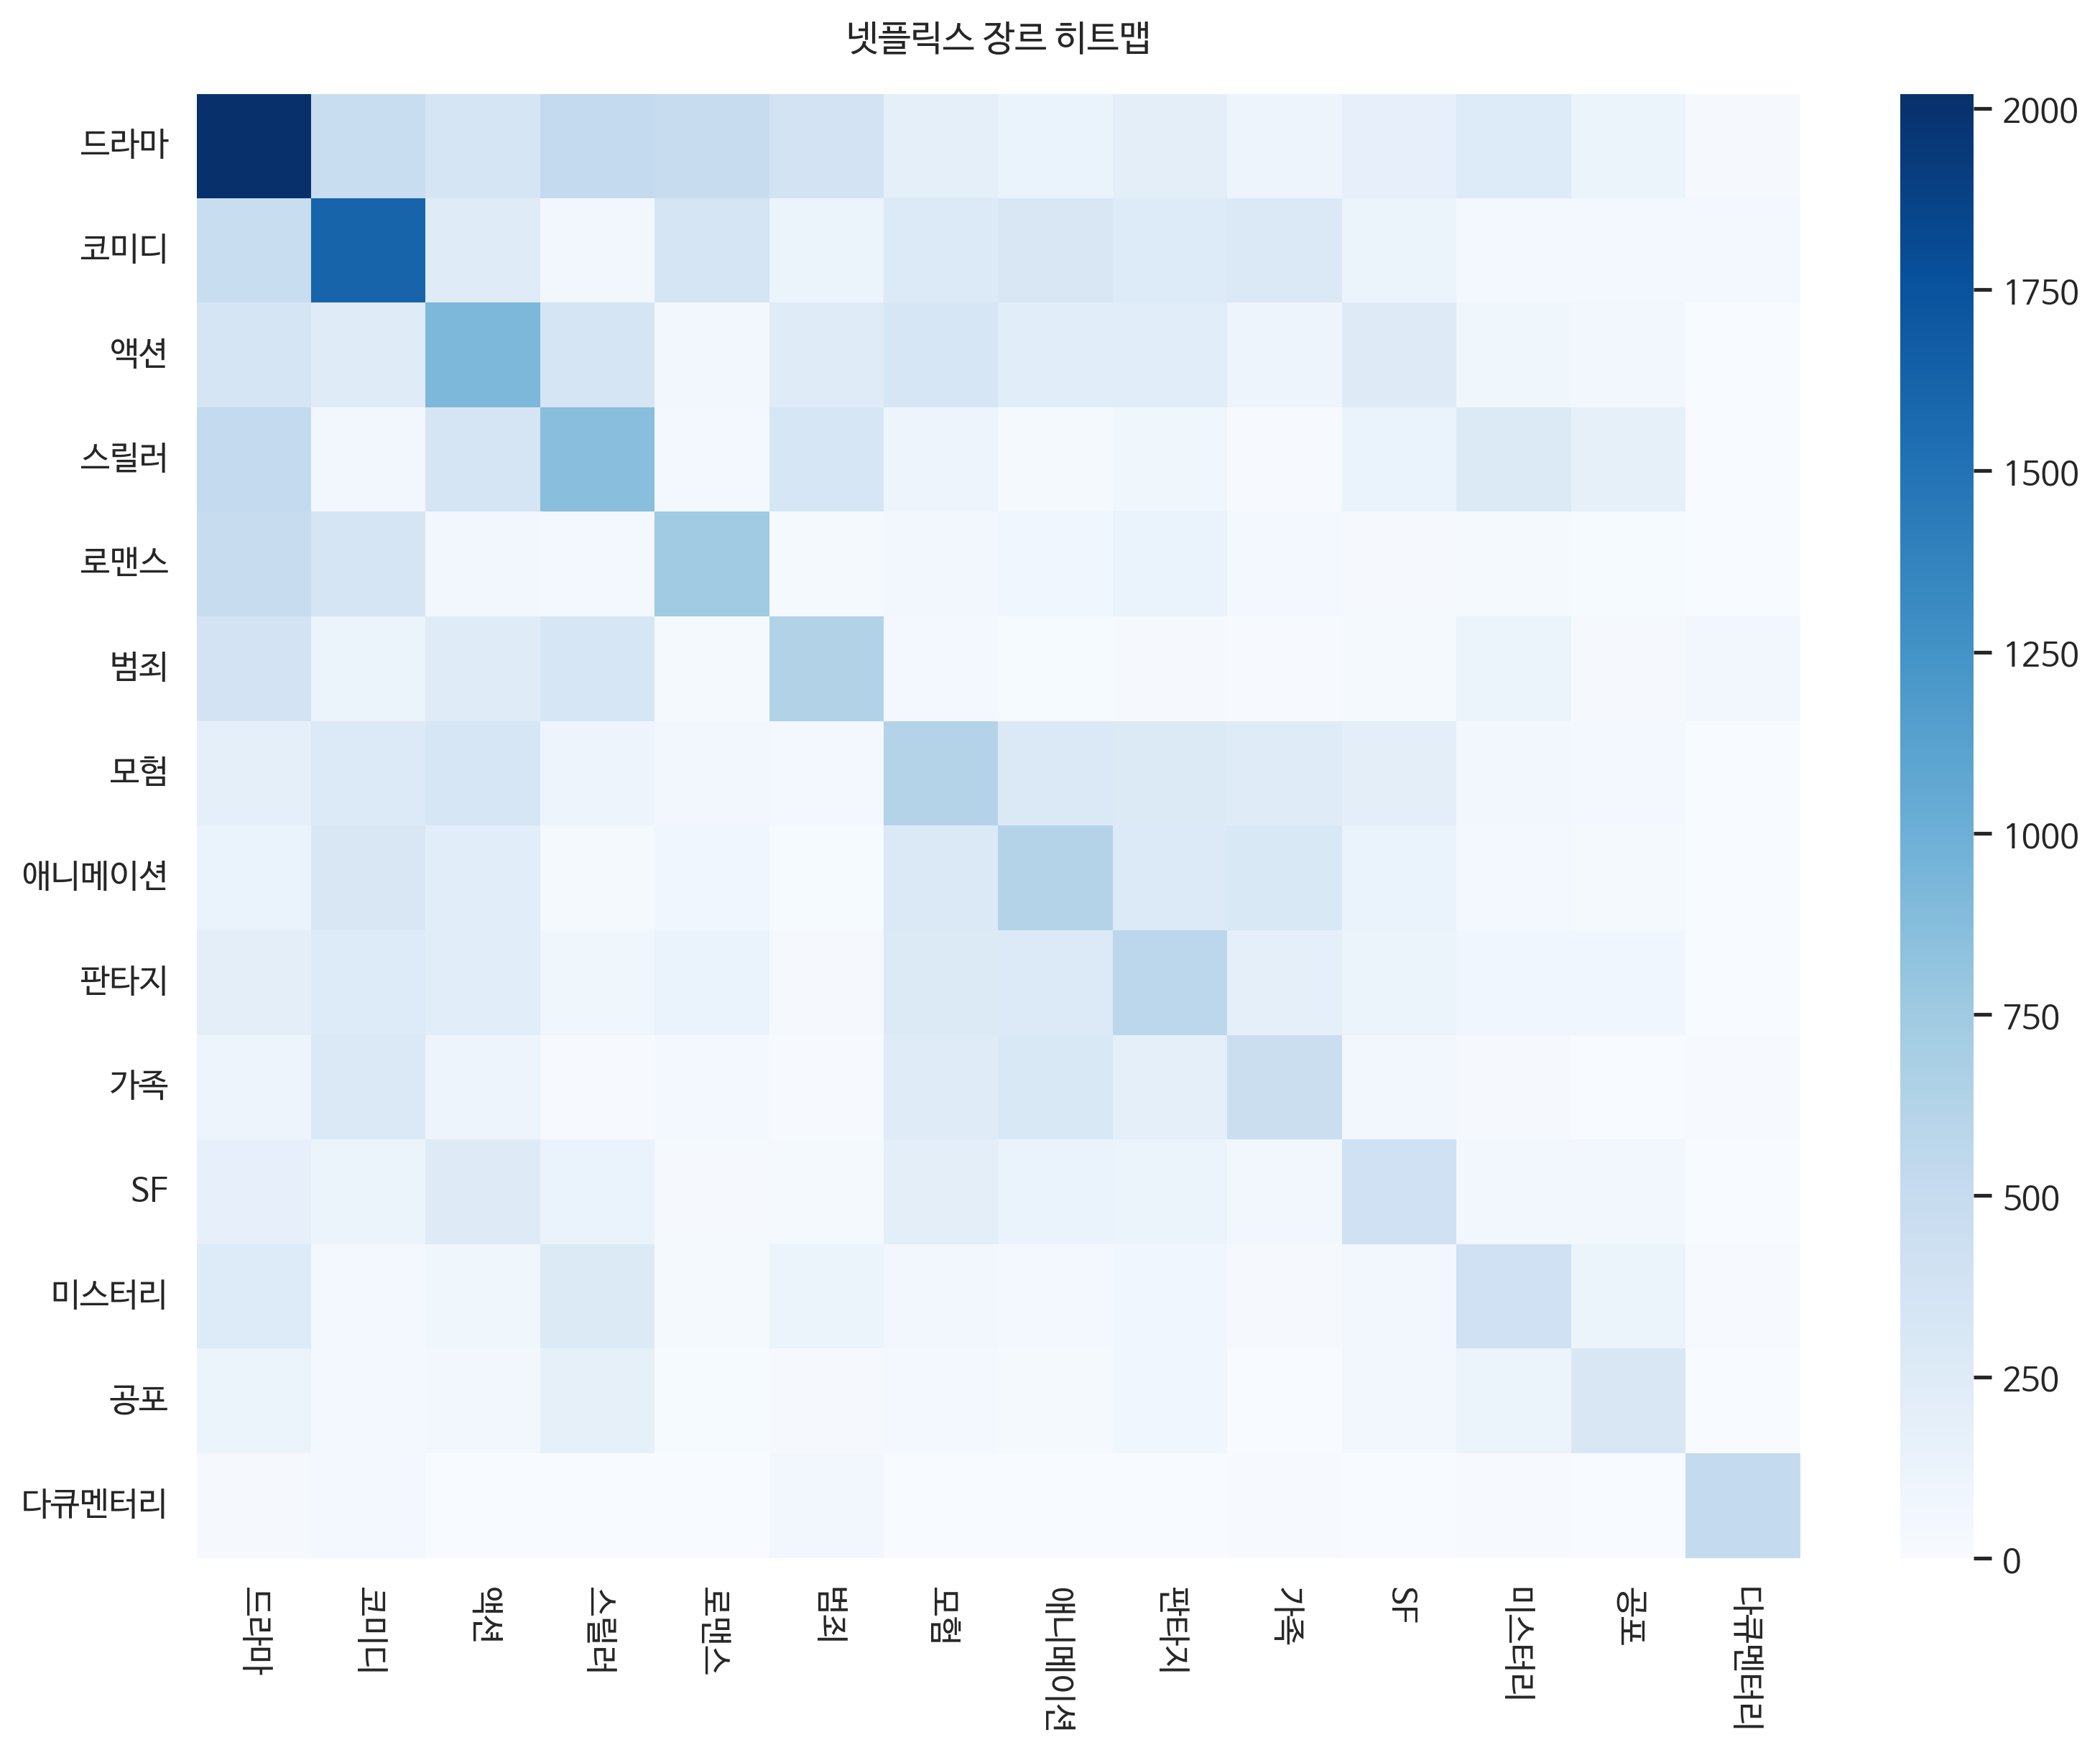 넷플릭스 장르 히트맵
드라마
코미디
액션
스릴러
로맨스
범죄
모험
애니메이션
판타지
가족
SF
미스터리
공포
다큐멘터리
드라마
코미디
액션
스릴러
로맨스
범죄
모험
애니메이션
판타지
가족
SF
미스터리
공포
다큐멘터리
2000
1750
1500
1250
1000
750
500
250
0